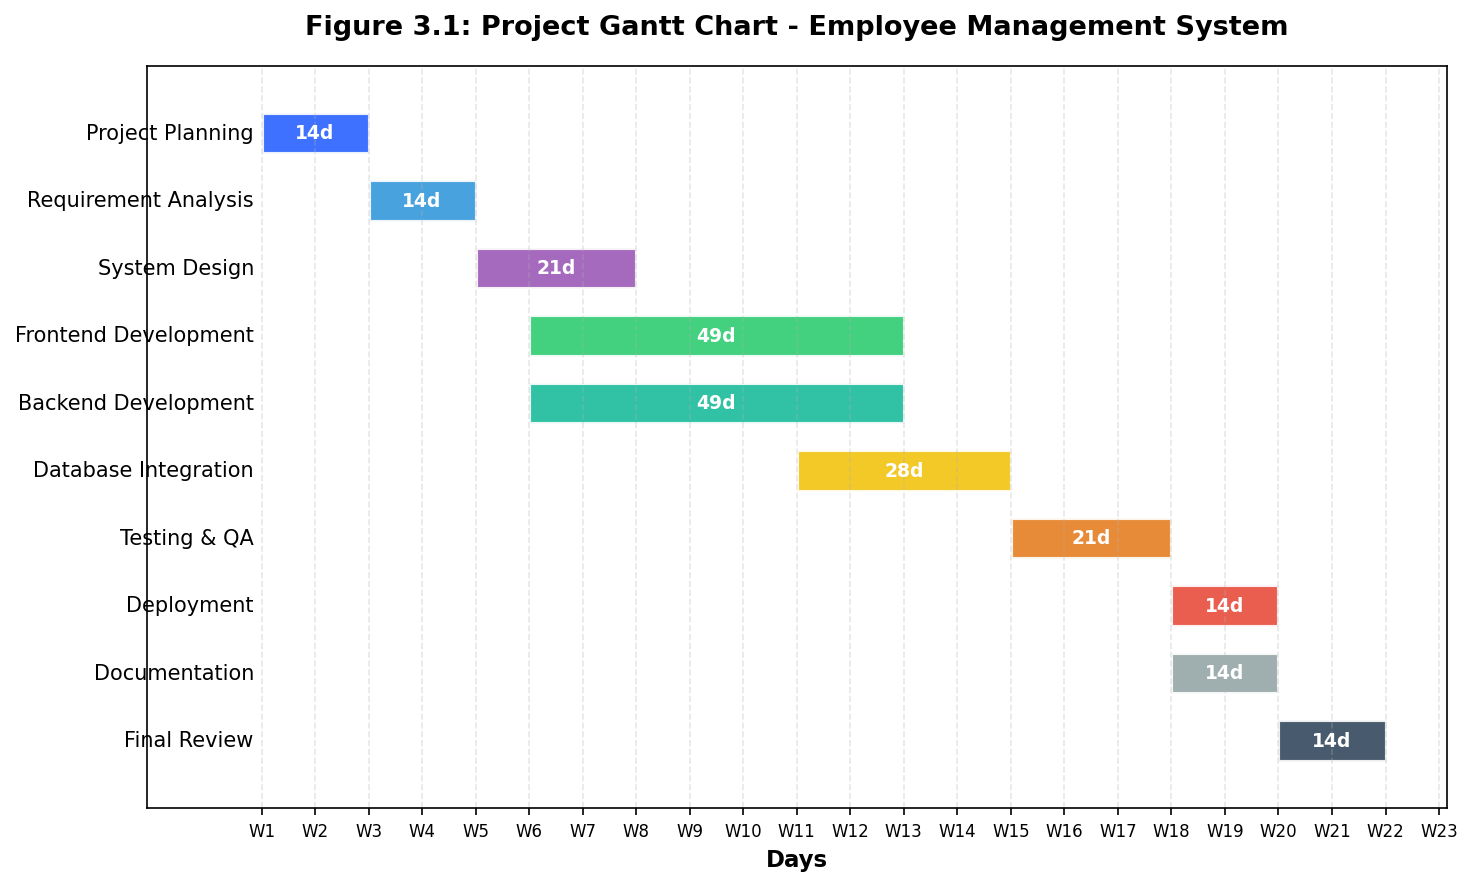 Figure 3.1: Project Gantt Chart - Employee Management System
Project Planning 14d
Requirement Analysis 14d
System Design 21d
Frontend Development 49d
Backend Development 49d
Database Integration 28d
Testing & QA 21d
Deployment 14d
Documentation 14d
Final Review 14d
W1 W2 W3 W4 W5 W6 W7 W8 W9 W10 W11 W12 W13 W14 W15 W16 W17 W18 W19 W20 W21 W22 W23
Days